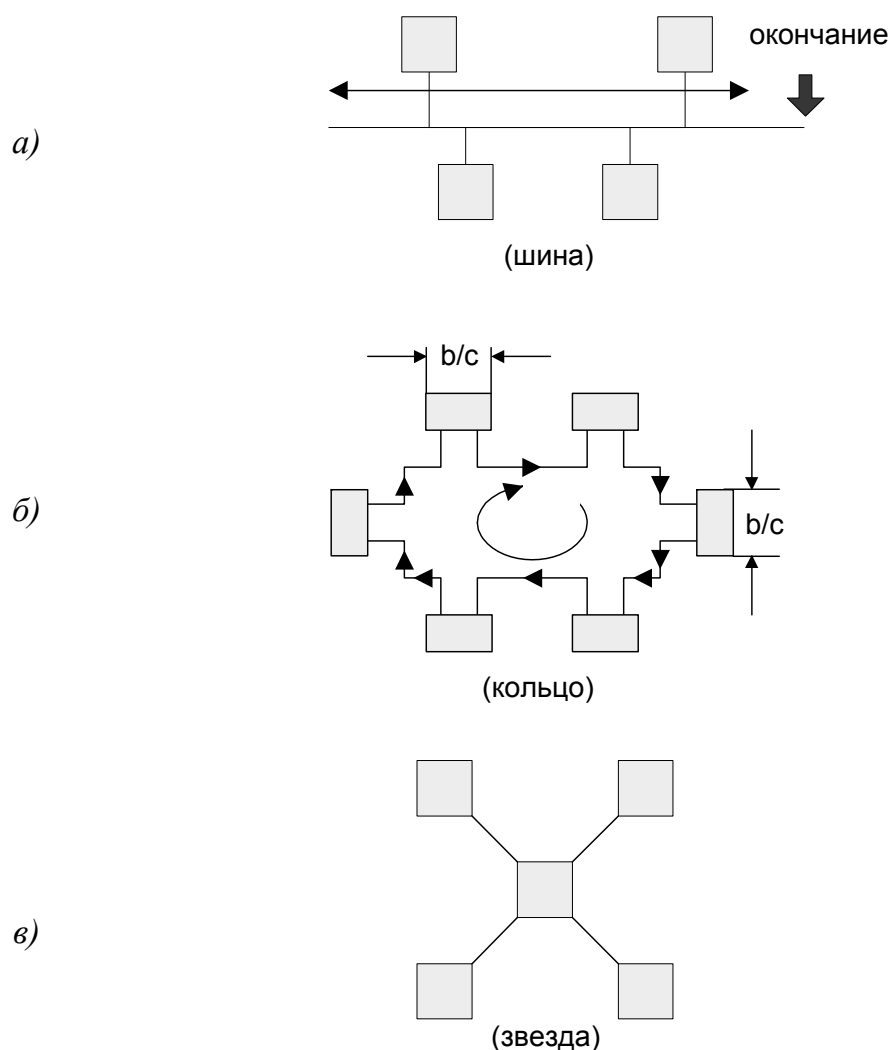 окончание
а)
(шина)
b/c
б)
b/c
(кольцо)
в)
(звезда)